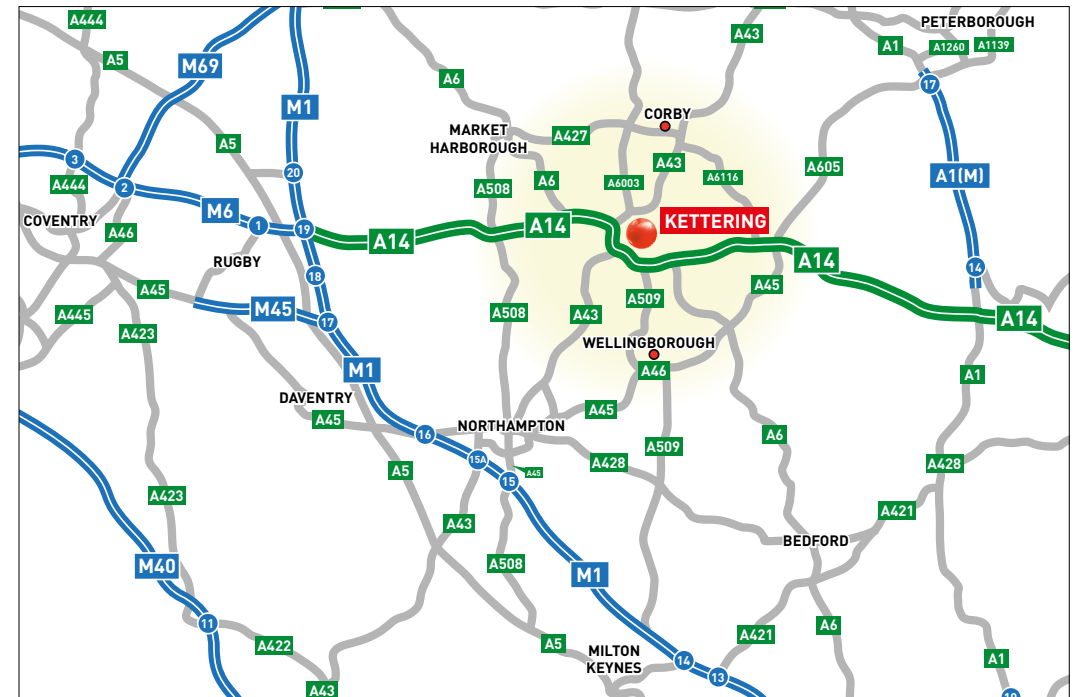 A444
A43
PETERBOROUGH
A1
A1260
A1139
A5
M69
A6
17
M1
CORBY
MARKET
HARBOROUGH
A427
A5
3
A43
A605
20
A444
2
A508
A6
A6003
A6116
A1(M)
M6
COVENTRY
A46
1
19
A14
A14
KETTERING
RUGBY
18
A14
14
A45
A45
A509
A445
M45
A508
A43
A14
A423
17
WELLINGBOROUGH
M1
A46
A1
DAVENTRY
A45
A45
16
NORTHAMPTON
A6
A509
15A
A5
A45
A428
A428
15
A423
A421
A43
BEDFORD
M40
A508
M1
11
A6
A421
A422
A5
MILTON
KEYNES
14
A1
13
A43